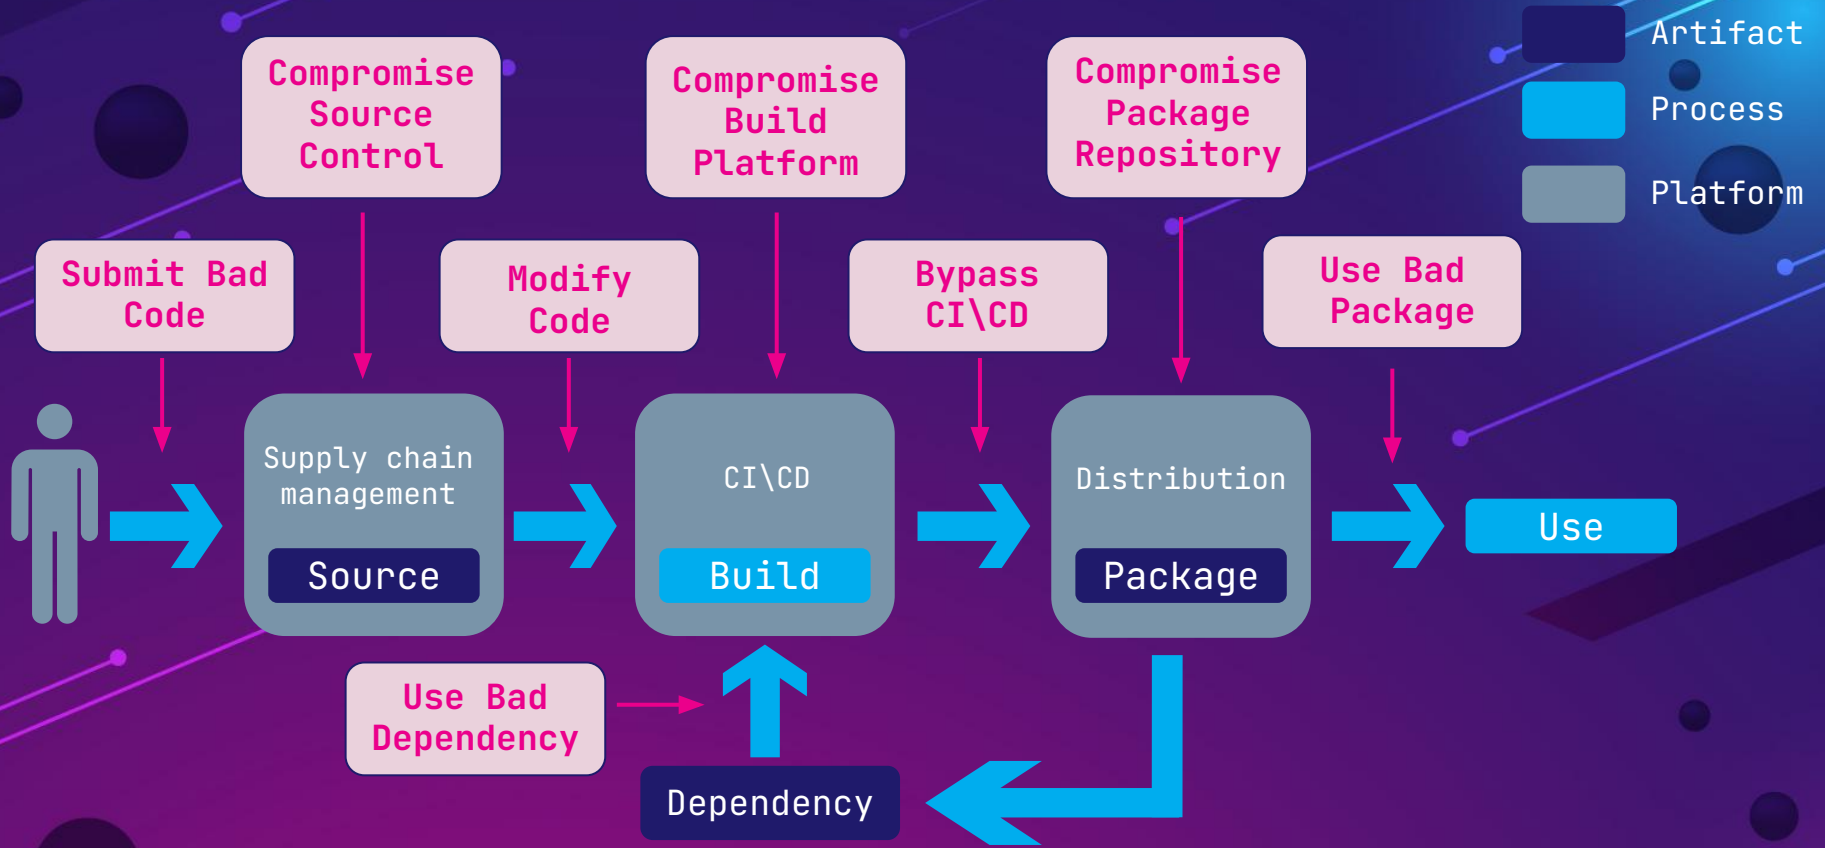 Artifact
Process
Platform
Compromise
Source
Control
Compromise
Build
Platform
Compromise
Package
Repository
Submit Bad
Code
Modify
Code
Bypass
CI\CD
Use Bad
Package
Supply chain
management
Source
CI\CD
Build
Distribution
Package
Use
Use Bad
Dependency
Dependency